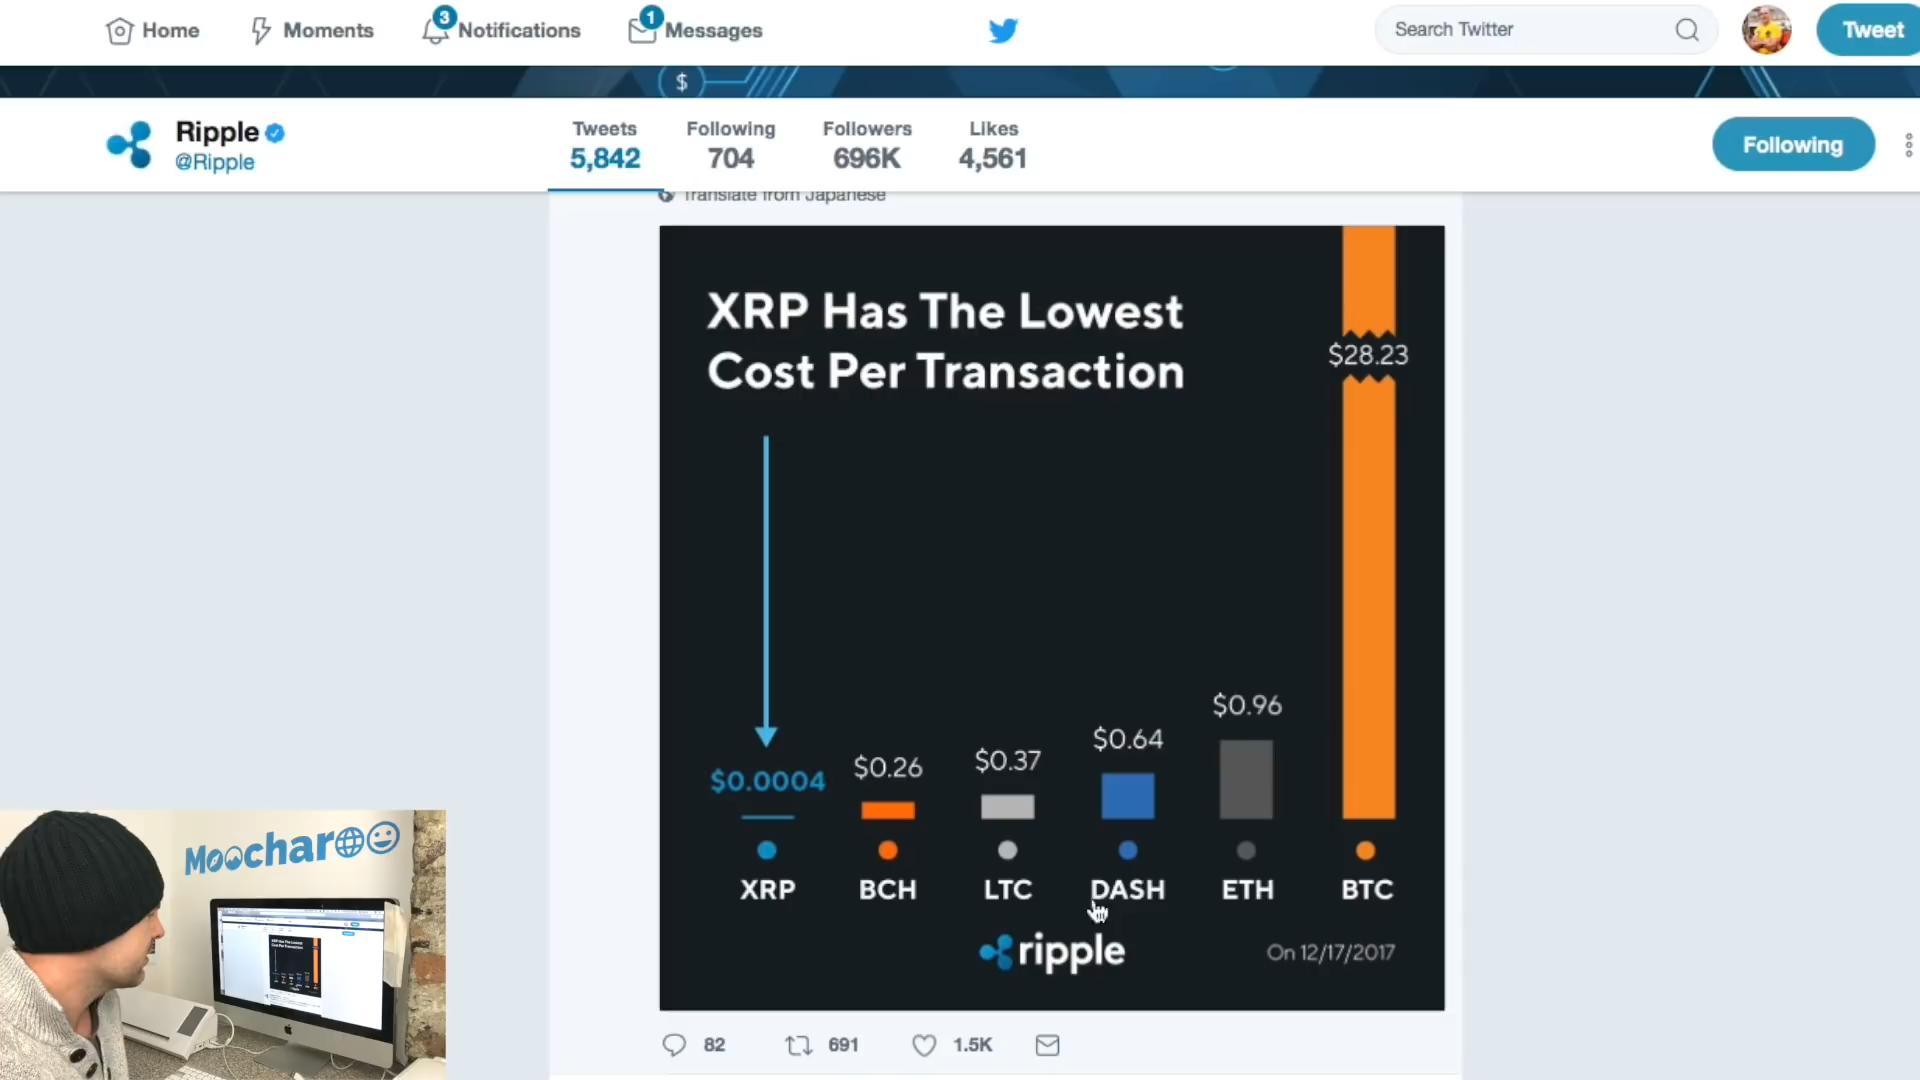 Home
Moments
3
Notifications
1
Messages
Search Twitter
Tweet
$
Ripple
@Ripple
Tweets
5,842
Following
704
Followers
696K
Likes
4,561
Following
Translate from Japanese
XRP Has The Lowest
Cost Per Transaction
$28.23
$0.0004
$0.26
$0.37
$0.64
$0.96
XRP
BCH
LTC
DASH
ETH
BTC
ripple
On 12/17/2017
82
691
1.5K
Moocharoo